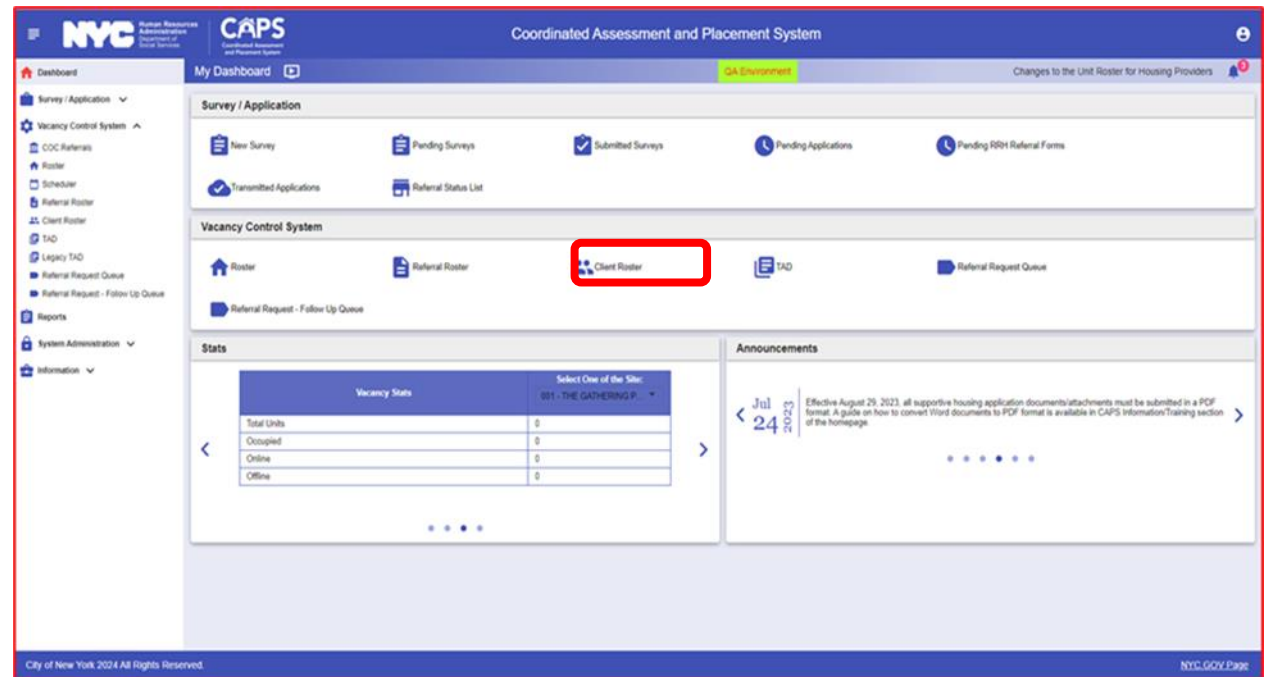 NYC
Human Resources
Administration
Department of
Social Services
CAPS
Coordinated Assessment
and Placement System
Coordinated Assessment and Placement System
Dashboard
My Dashboard
QA Environment
Changes to the Unit Roster for Housing Providers
3
Survey / Application
Vacancy Control System
COC Referrals
Roster
Scheduler
Referral Roster
Client Roster
TAD
Legacy TAD
Referral Request Queue
Referral Request - Follow Up Queue
Reports
System Administration
Information
Survey / Application
New Survey
Pending Surveys
Submitted Surveys
Pending Applications
Pending RRH Referral Forms
Transmitted Applications
Referral Status List
Vacancy Control System
Roster
Referral Roster
Client Roster
TAD
Referral Request Queue
Referral Request - Follow Up Queue
Stats
Vacancy Stats
Select One of the Site:
001 - THE GATHERING P...
Total Units 0
Occupied 0
Online 0
Offline 0
Announcements
Jul
24
2023
Effective August 29, 2023, all supportive housing application documents/attachments must be submitted in a PDF
format. A guide on how to convert Word documents to PDF format is available in CAPS Information/Training section
of the homepage.
City of New York 2024 All Rights Reserved.
NYC.GOV Page